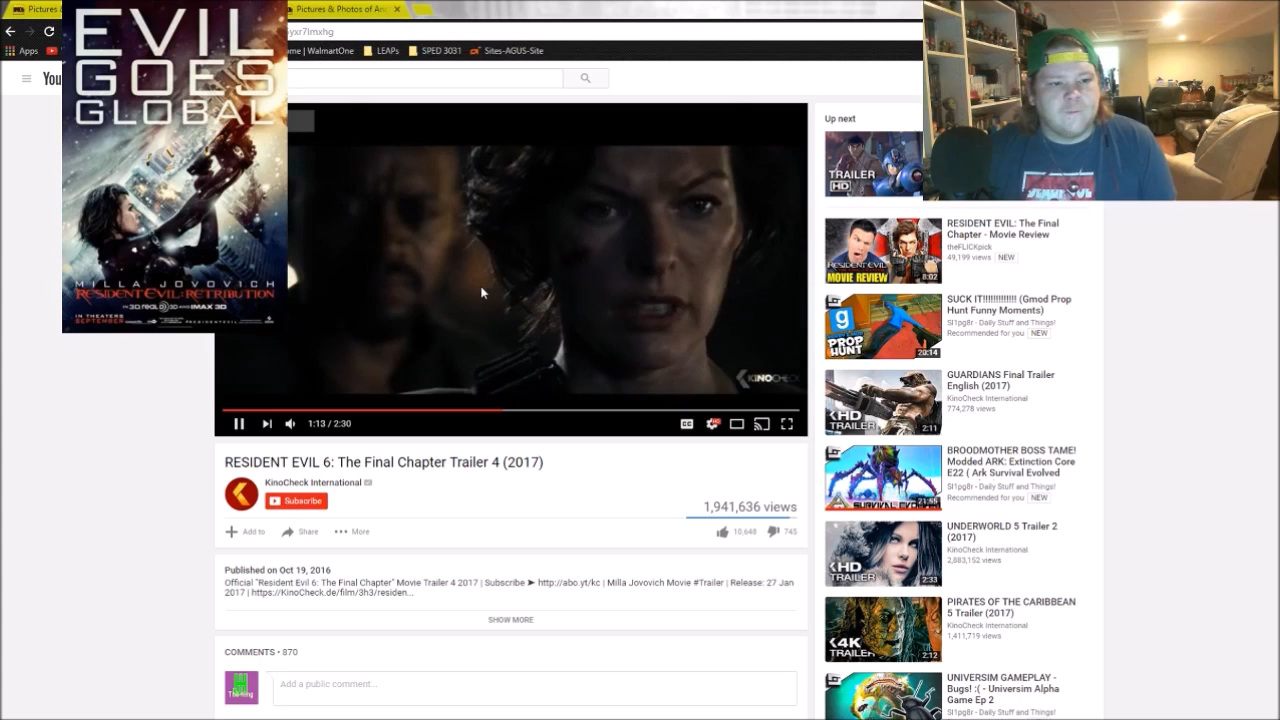 Pictures &
Pictures & Photos of An
yxr7Imxhg
Apps
me | WalmartOne
LEAPs
SPED 3031
Sites-AGUS-Site
You
EVIL
GOES
GLOBAL
MILLA JOVOVICH
RESIDENT EVIL: RETRIBUTION
IN THEATERS
SEPTEMBER
KINOCHECK
1:13 / 2:30
RESIDENT EVIL 6: The Final Chapter Trailer 4 (2017)
KinoCheck International
Subscribe
1,941,636 views
Add to
Share
More
10,648
745
Published on Oct 19, 2016
Official "Resident Evil 6: The Final Chapter" Movie Trailer 4 2017 | Subscribe ➤ http://abo.yt/kc | Milla Jovovich Movie #Trailer | Release: 27 Jan
2017 | https://KinoCheck.de/film/3h3/residen...
SHOW MORE
COMMENTS • 870
Add a public comment...
Up next
TRAILER
HD
RESIDENT EVIL: The Final
Chapter - Movie Review
theFLICKpick
49,199 views NEW
RESIDENT EVIL
MOVIE REVIEW
8:02
SUCK IT!!!!!!!!!!!!! (Gmod Prop
Hunt Funny Moments)
Sl1pg8r - Daily Stuff and Things!
Recommended for you NEW
g
PROP
HUNT
20:14
GUARDIANS Final Trailer
English (2017)
KinoCheck International
774,278 views
HD
TRAILER
2:11
BROODMOTHER BOSS TAME!
Modded ARK: Extinction Core
E22 ( Ark Survival Evolved
Sl1pg8r - Daily Stuff and Things!
Recommended for you NEW
SURVIVAL EVOLVED
21:55
UNDERWORLD 5 Trailer 2
(2017)
KinoCheck International
2,883,152 views
HD
TRAILER
2:33
PIRATES OF THE CARIBBEAN
5 Trailer (2017)
KinoCheck International
1,411,719 views
4K
TRAILER
2:12
UNIVERSIM GAMEPLAY -
Bugs! :( - Universim Alpha
Game Ep 2
Sl1pg8r - Daily Stuff and Things!